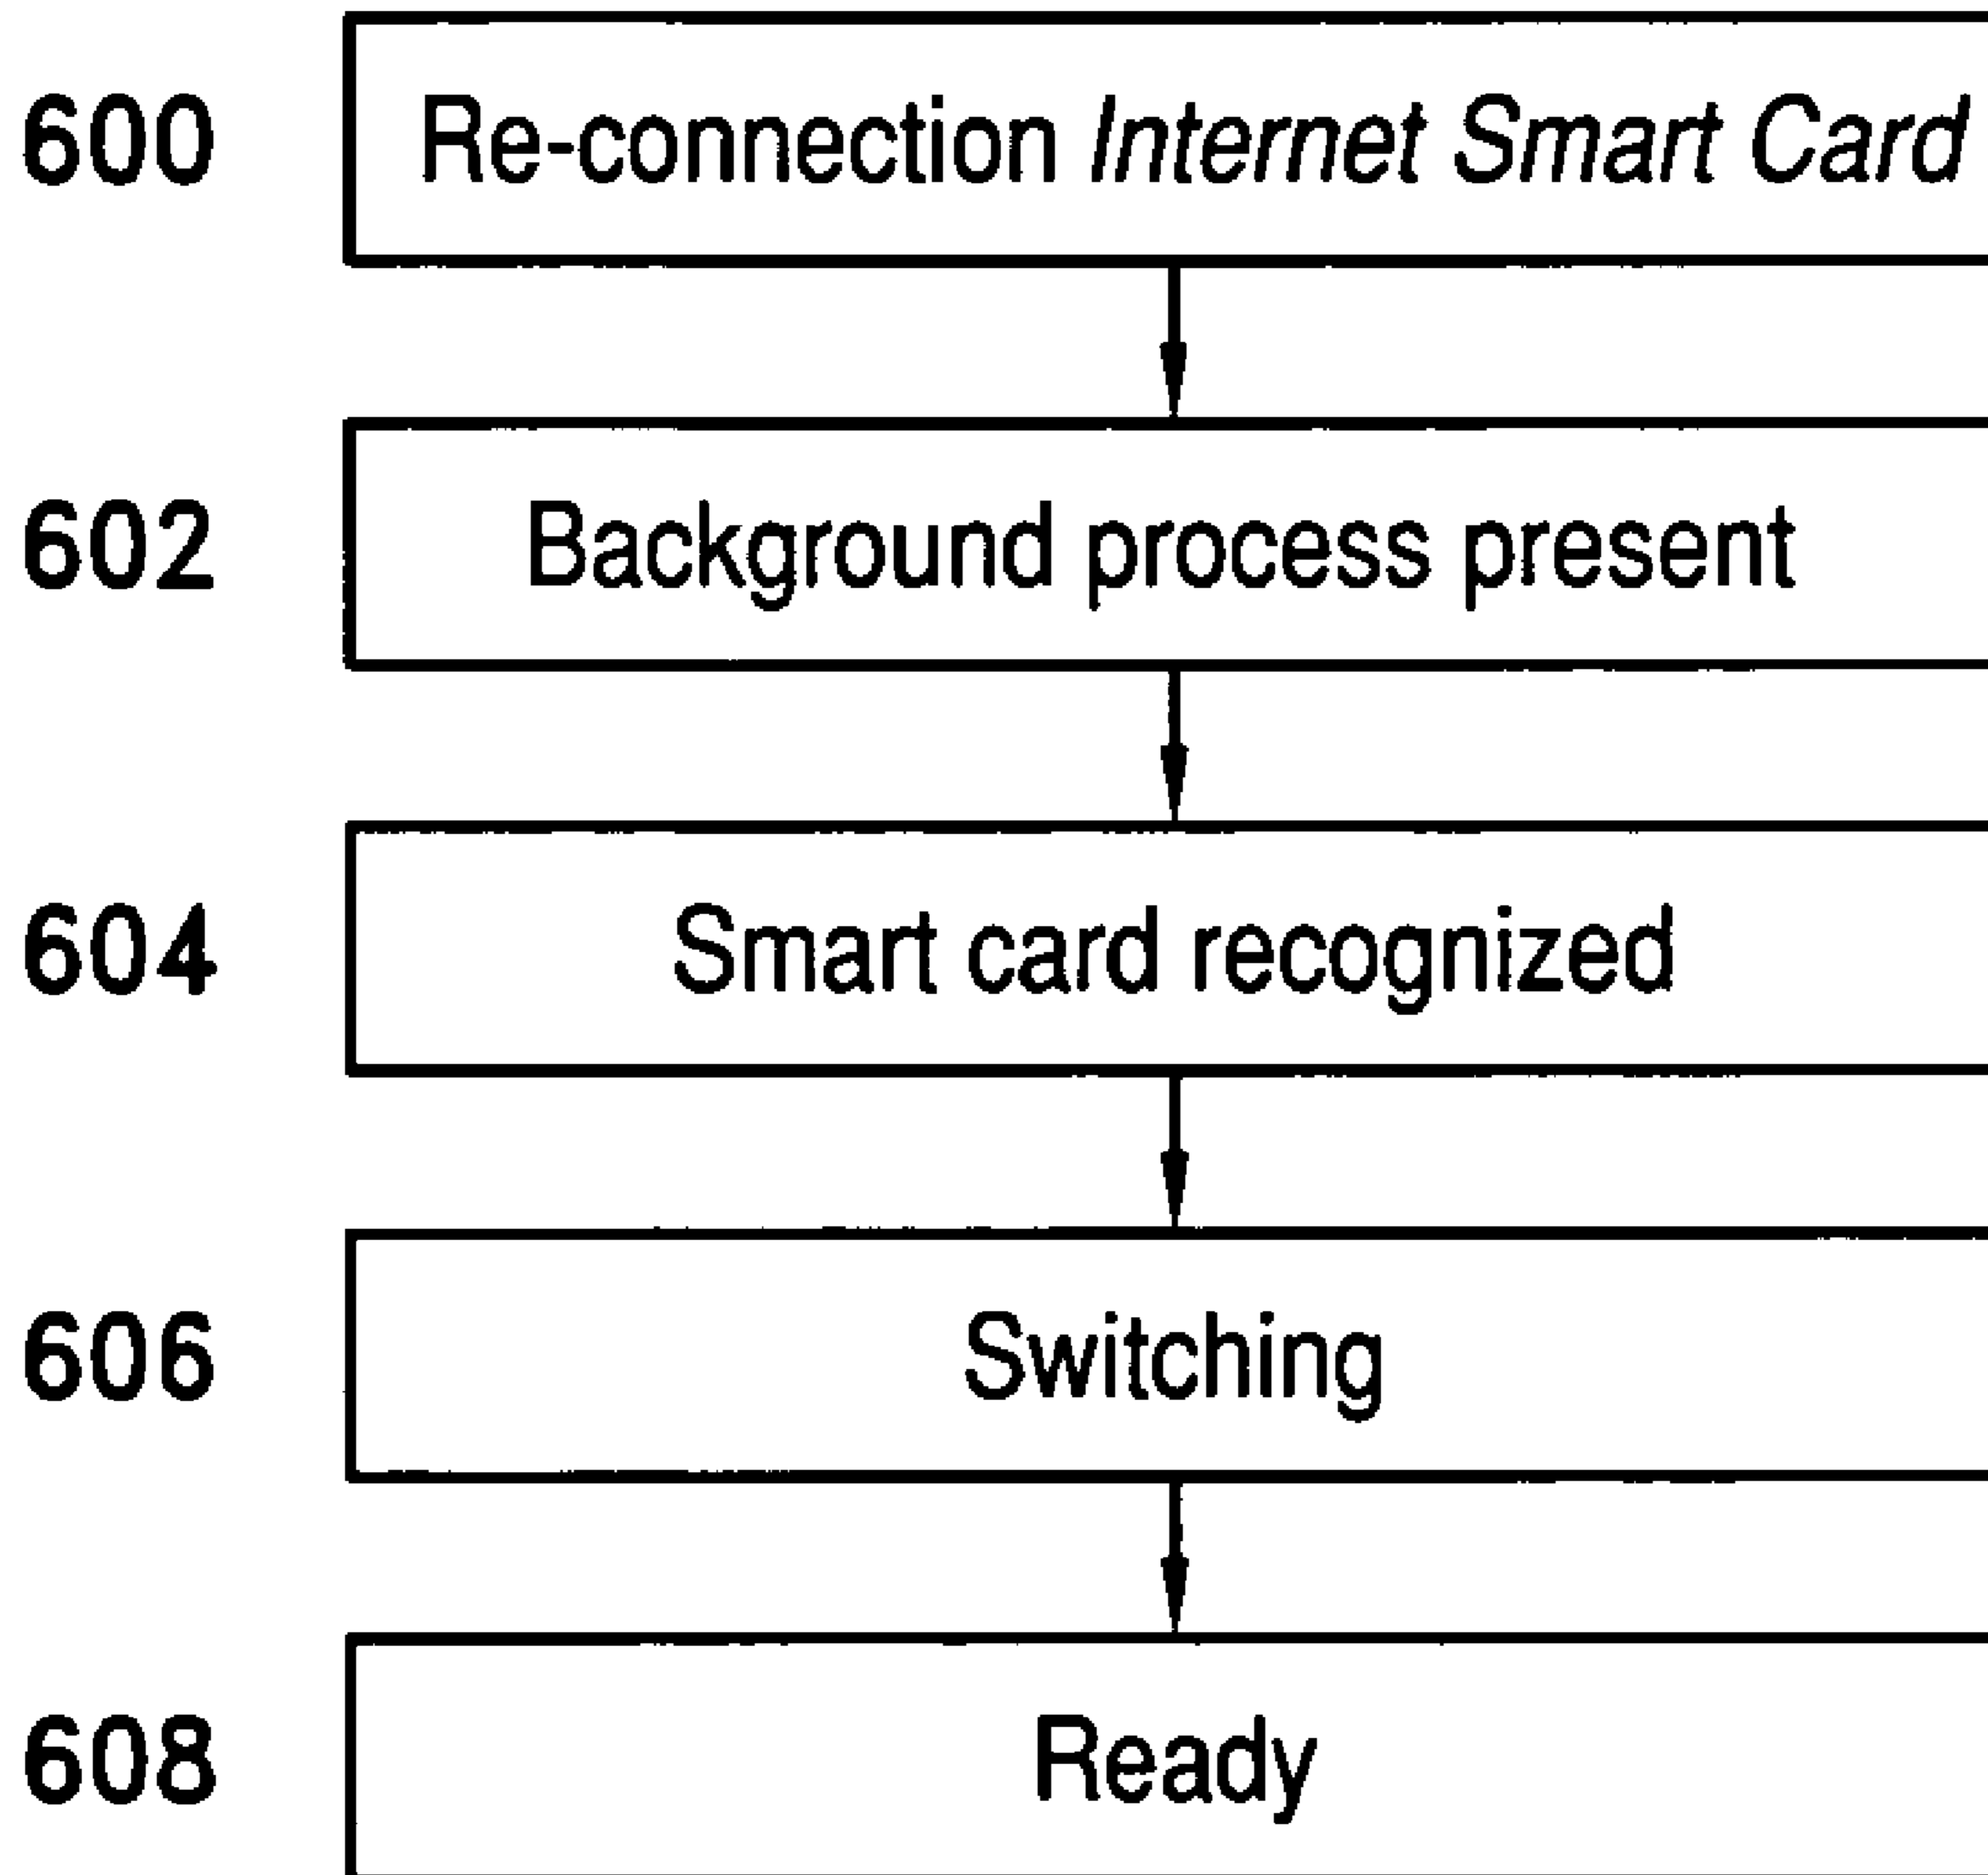 600 Re-connection Internet Smart Card
602 Background process present
604 Smart card recognized
606 Switching
608 Ready